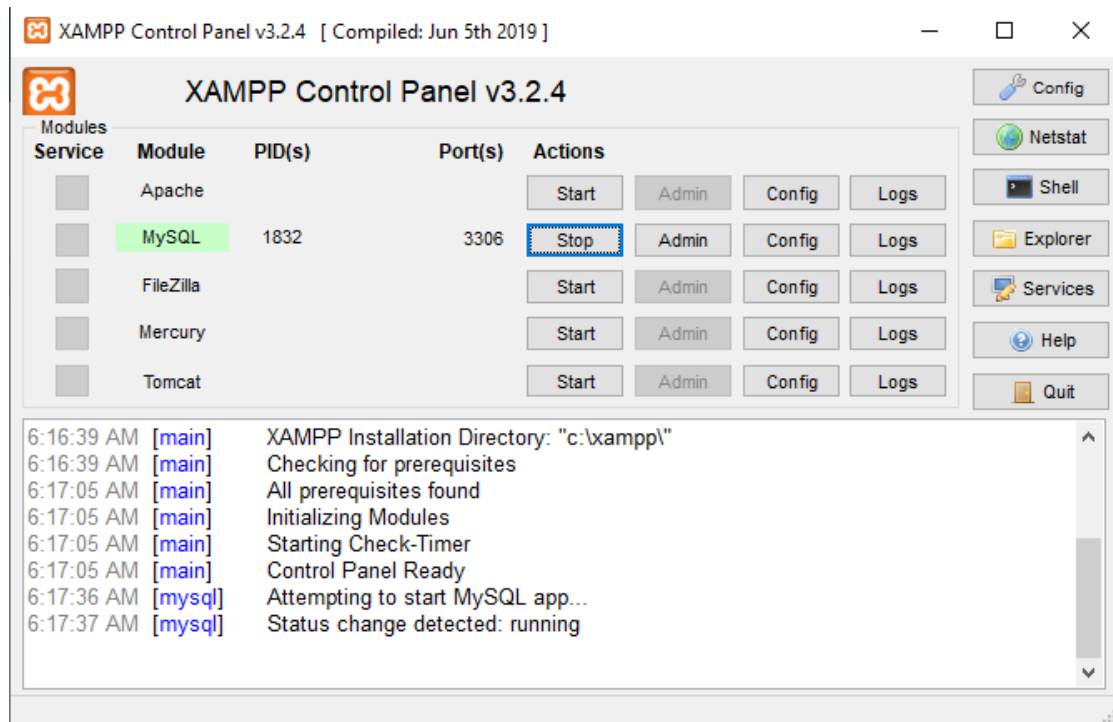 XAMPP Control Panel v3.2.4 [ Compiled: Jun 5th 2019 ]
XAMPP Control Panel v3.2.4
Config
Modules
Service Module PID(s) Port(s) Actions
Netstat
Apache Start Admin Config Logs
Shell
MySQL 1832 3306 Stop Admin Config Logs
Explorer
FileZilla Start Admin Config Logs
Services
Mercury Start Admin Config Logs
Help
Tomcat Start Admin Config Logs
Quit
6:16:39 AM [main] XAMPP Installation Directory: "c:\xampp\"
6:16:39 AM [main] Checking for prerequisites
6:17:05 AM [main] All prerequisites found
6:17:05 AM [main] Initializing Modules
6:17:05 AM [main] Starting Check-Timer
6:17:05 AM [main] Control Panel Ready
6:17:36 AM [mysql] Attempting to start MySQL app...
6:17:37 AM [mysql] Status change detected: running